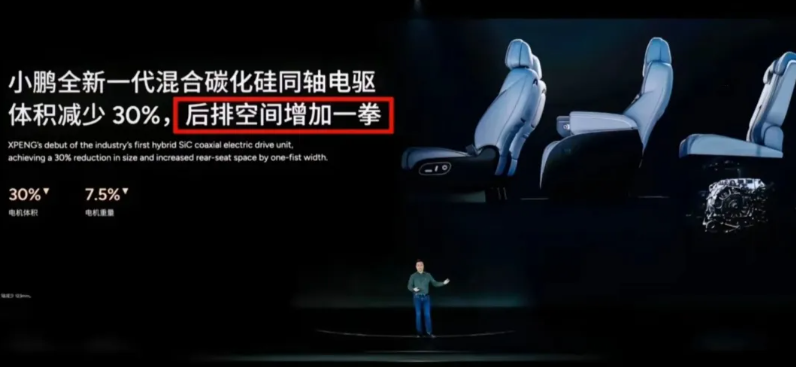 小鹏全新一代混合碳化硅同轴电驱
体积减少 30%，后排空间增加一拳
XPENG's debut of the industry's first hybrid SiC coaxial electric drive unit,
achieving a 30% reduction in size and increased rear-seat space by one-fist width.
30%▼ 7.5%▼
电机体积 电机重量